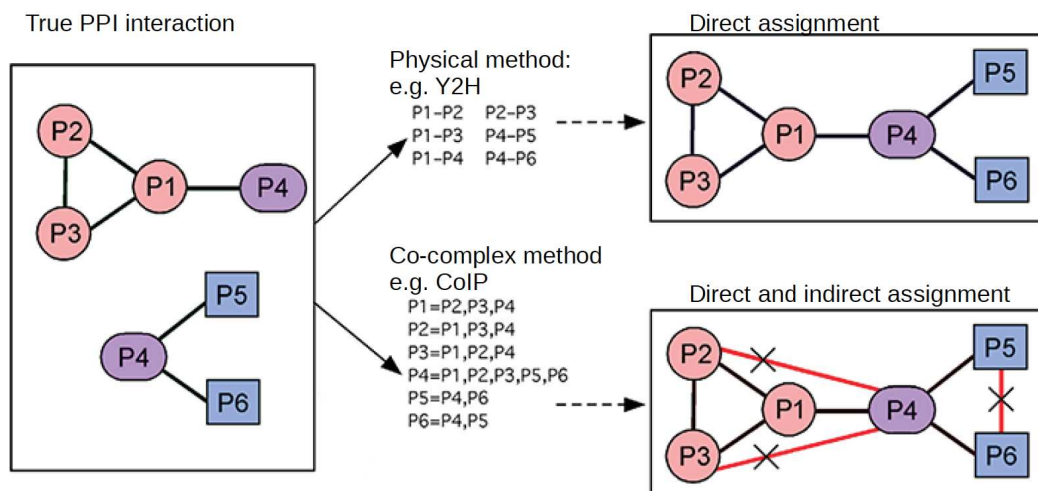 True PPI interaction
P2
P1
P4
P3
P5
P4
P6
Physical method:
e.g. Y2H
P1–P2 P2–P3
P1–P3 P4–P5
P1–P4 P4–P6
Co-complex method
e.g. CoIP
P1=P2,P3,P4
P2=P1,P3,P4
P3=P1,P2,P4
P4=P1,P2,P3,P5,P6
P5=P4,P6
P6=P4,P5
Direct assignment
P2
P5
P1
P4
P3
P6
Direct and indirect assignment
P2
P5
P1
P4
P3
P6